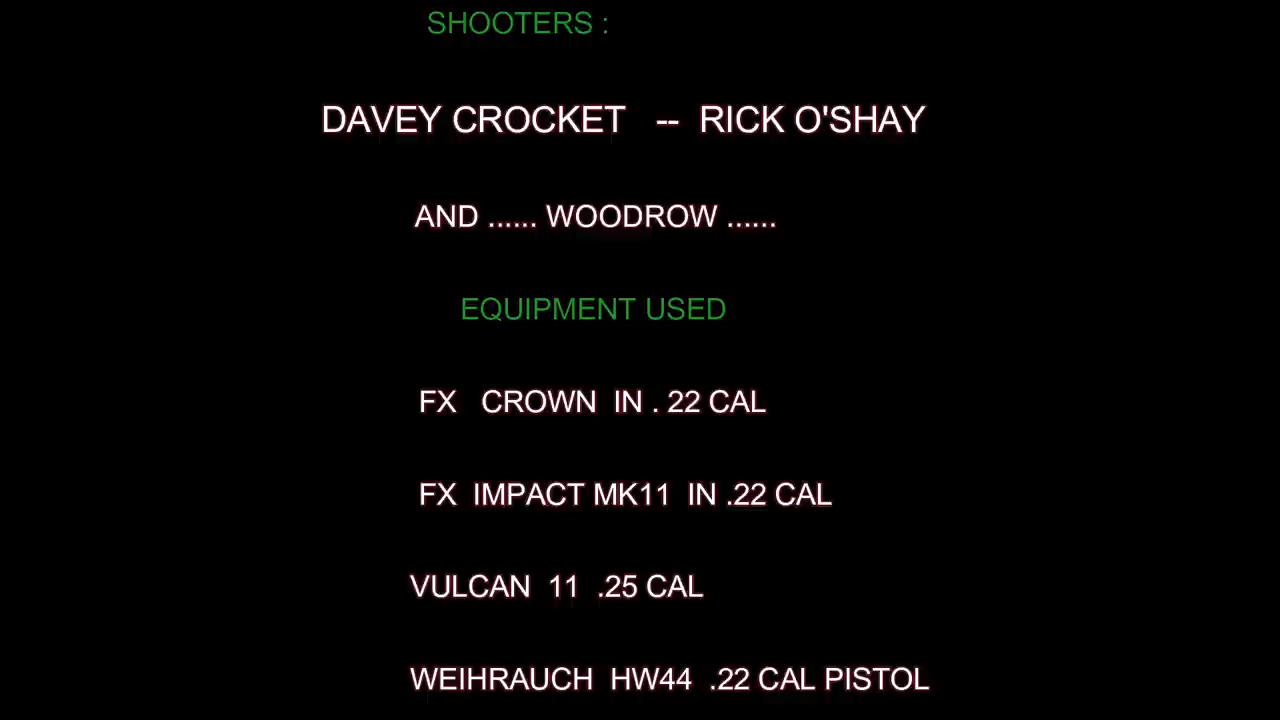 SHOOTERS :
DAVEY CROCKET -- RICK O'SHAY
AND ...... WOODROW ......
EQUIPMENT USED
FX CROWN IN . 22 CAL
FX IMPACT MK11 IN .22 CAL
VULCAN 11 .25 CAL
WEIHRAUCH HW44 .22 CAL PISTOL